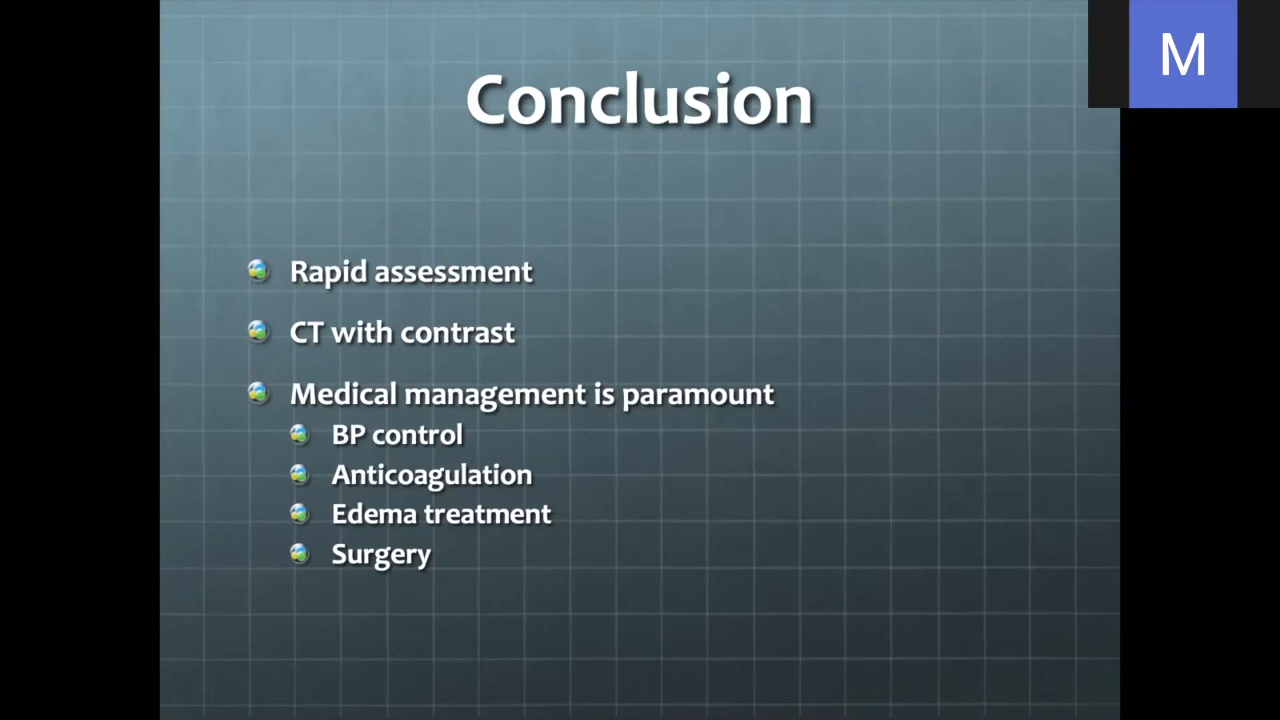 M
Conclusion
Rapid assessment
CT with contrast
Medical management is paramount
BP control
Anticoagulation
Edema treatment
Surgery